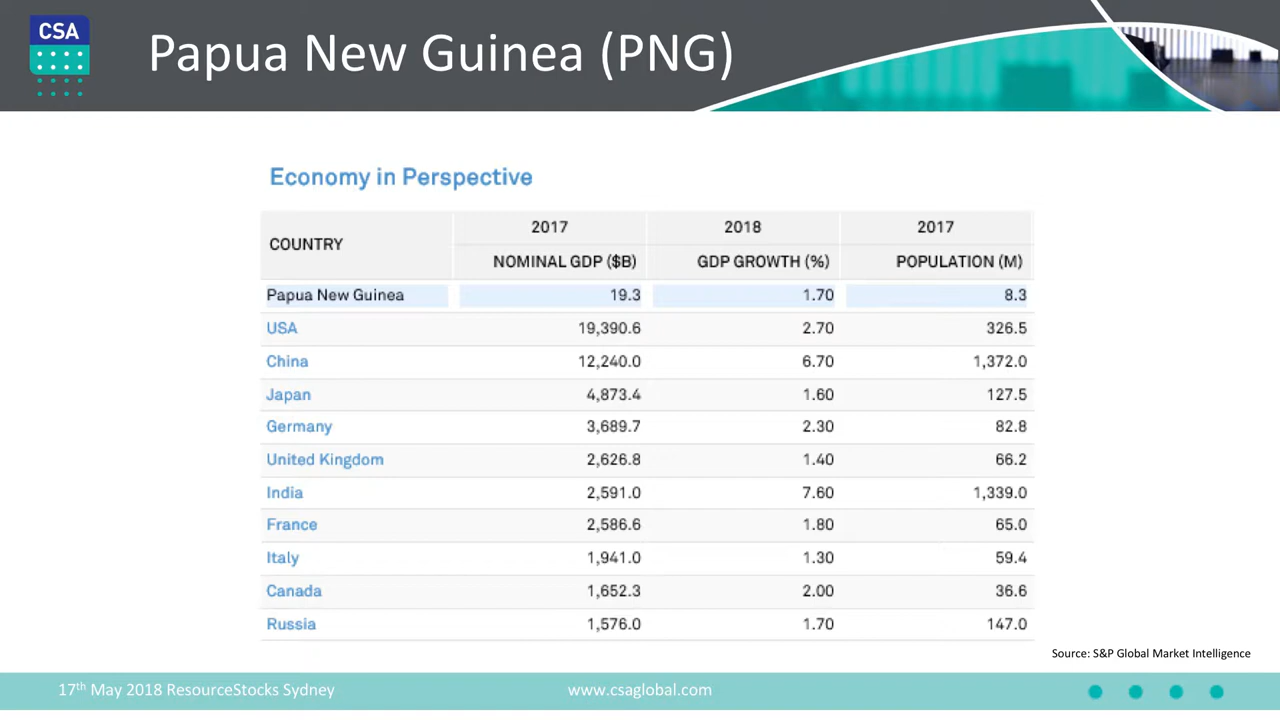 CSA
Papua New Guinea (PNG)
Economy in Perspective
COUNTRY 2017 2018 2017
NOMINAL GDP ($B) GDP GROWTH (%) POPULATION (M)
Papua New Guinea 19.3 1.70 8.3
USA 19,390.6 2.70 326.5
China 12,240.0 6.70 1,372.0
Japan 4,873.4 1.60 127.5
Germany 3,689.7 2.30 82.8
United Kingdom 2,626.8 1.40 66.2
India 2,591.0 7.60 1,339.0
France 2,586.6 1.80 65.0
Italy 1,941.0 1.30 59.4
Canada 1,652.3 2.00 36.6
Russia 1,576.0 1.70 147.0
Source: S&P Global Market Intelligence
17th May 2018 ResourceStocks Sydney www.csaglobal.com